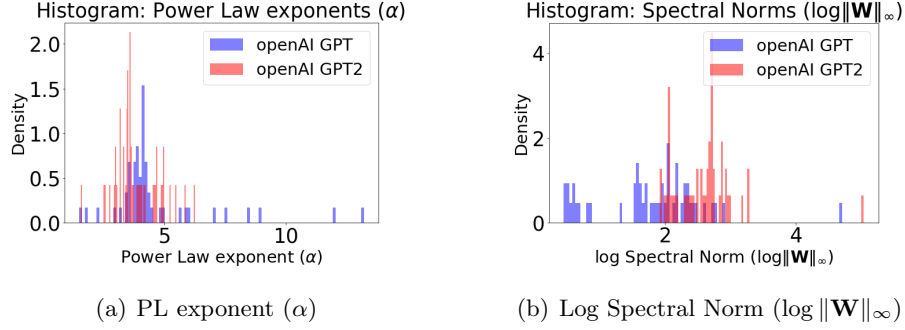 Histogram: Power Law exponents (α)
openAI GPT
openAI GPT2
Density
2.0
1.5
1.0
0.5
0.0
5
10
Power Law exponent (α)
(a) PL exponent (α)
Histogram: Spectral Norms (log‖W‖∞)
openAI GPT
openAI GPT2
Density
4
2
0
2
4
log Spectral Norm (log‖W‖∞)
(b) Log Spectral Norm (log ‖W‖∞)